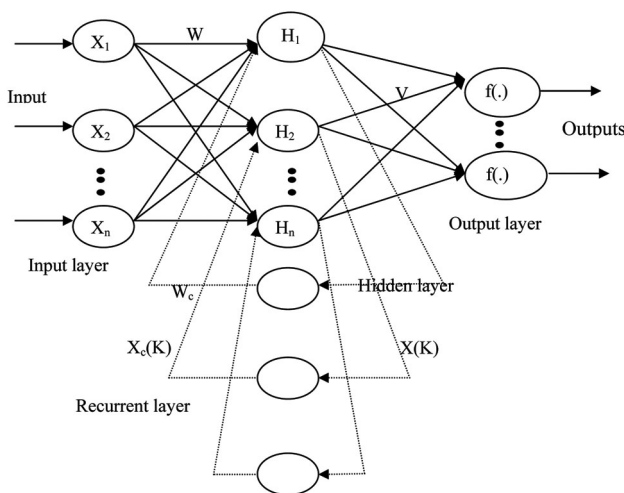 X1
W
H1
Input
V
f(.)
X2
H2
Outputs
f(.)
Xn
Hn
Output layer
Input layer
Hidden layer
Wc
Xc(K)
X(K)
Recurrent layer